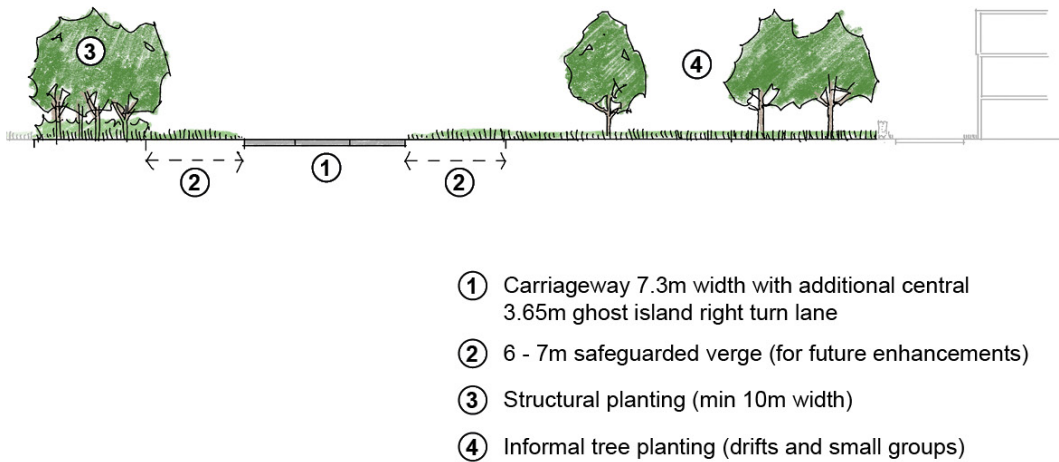 3
4
2
1
2
1 Carriageway 7.3m width with additional central
3.65m ghost island right turn lane
2 6 - 7m safeguarded verge (for future enhancements)
3 Structural planting (min 10m width)
4 Informal tree planting (drifts and small groups)